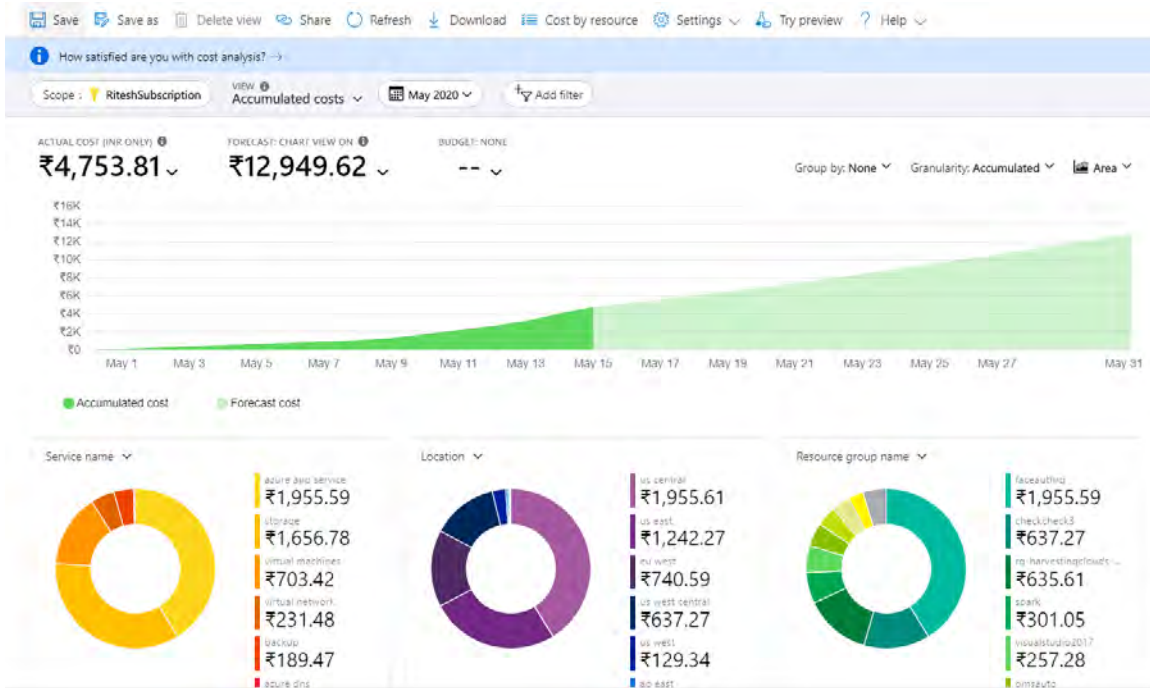 Save Save as Delete view Share Refresh Download Cost by resource Settings Try preview ? Help
How satisfied are you with cost analysis? →
Scope : RiteshSubscription VIEW Accumulated costs May 2020 Add filter
ACTUAL COST (INR ONLY) FORECAST: CHART VIEW ON BUDGET: NONE
₹4,753.81 ₹12,949.62 --
Group by: None Granularity: Accumulated Area
₹16K
₹14K
₹12K
₹10K
₹8K
₹6K
₹4K
₹2K
₹0
May 1 May 3 May 5 May 7 May 9 May 11 May 13 May 15 May 17 May 19 May 21 May 23 May 25 May 27 May 31
Accumulated cost Forecast cost
Service name
azure app service
₹1,955.59
storage
₹1,656.78
virtual machines
₹703.42
virtual network
₹231.48
backup
₹189.47
azure dns
Location
us central
₹1,955.61
us east
₹1,242.27
eu west
₹740.59
us west central
₹637.27
us west
₹129.34
ap east
Resource group name
faceauthrg
₹1,955.59
checkcheck3
₹637.27
rg-harvestingclouds-...
₹635.61
spark
₹301.05
visualstudio2017
₹257.28
omsauto